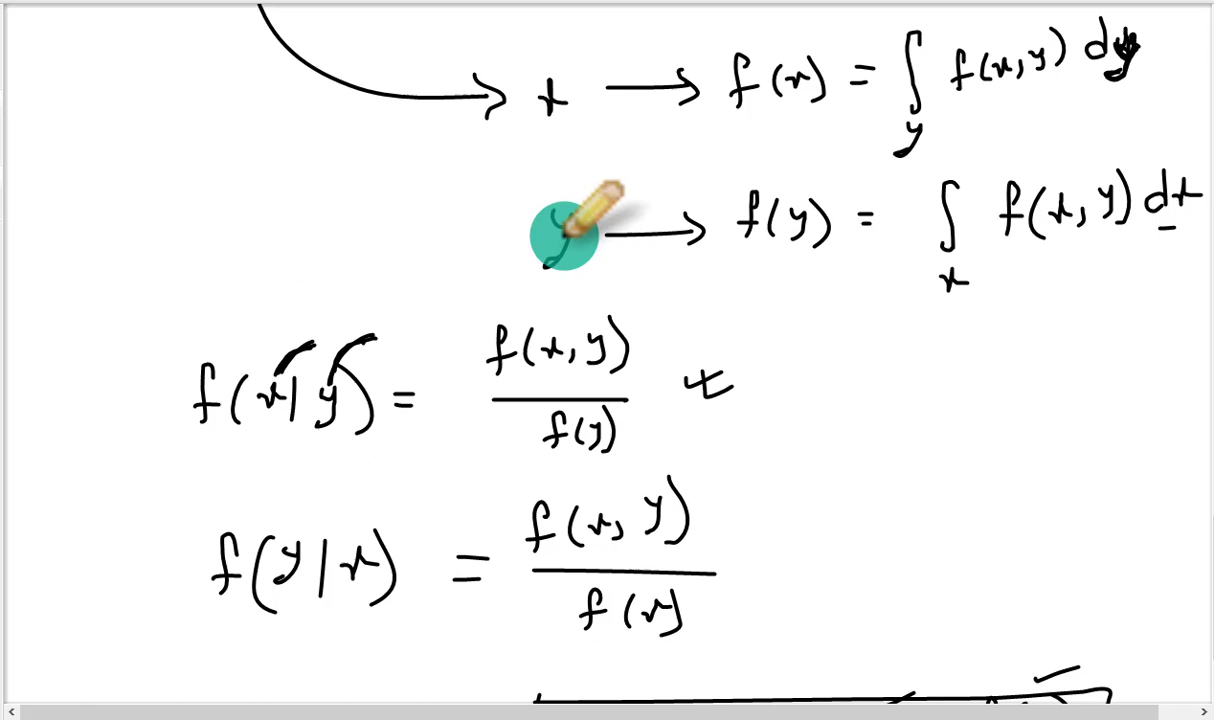 x → f(x) = ∫_y f(x,y) dy
y → f(y) = ∫_x f(x,y) dx
f(x|y) = f(x,y) / f(y)
f(y|x) = f(x,y) / f(x)